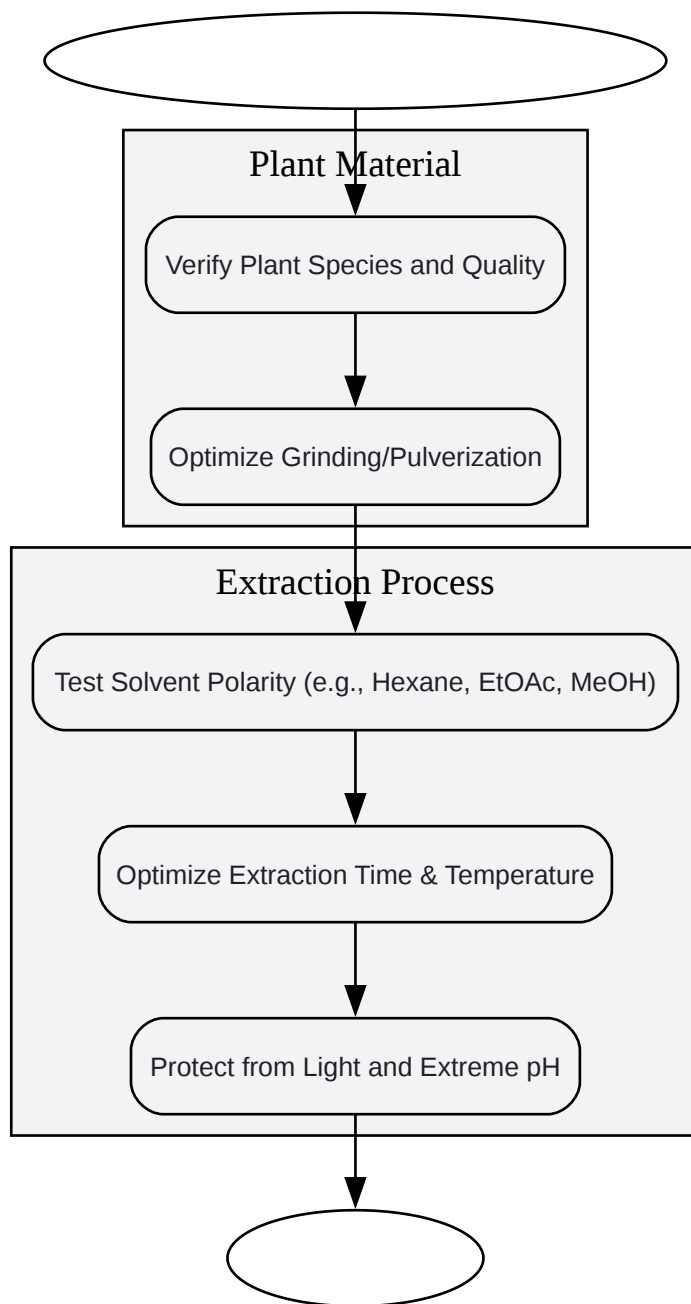 Plant Material
Verify Plant Species and Quality
Optimize Grinding/Pulverization
Extraction Process
Test Solvent Polarity (e.g., Hexane, EtOAc, MeOH)
Optimize Extraction Time & Temperature
Protect from Light and Extreme pH